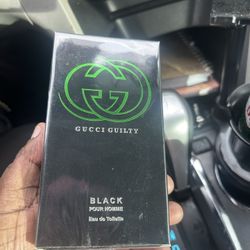 GUCCI GUILTY
BLACK
POUR HOMME
Eau de Toilette